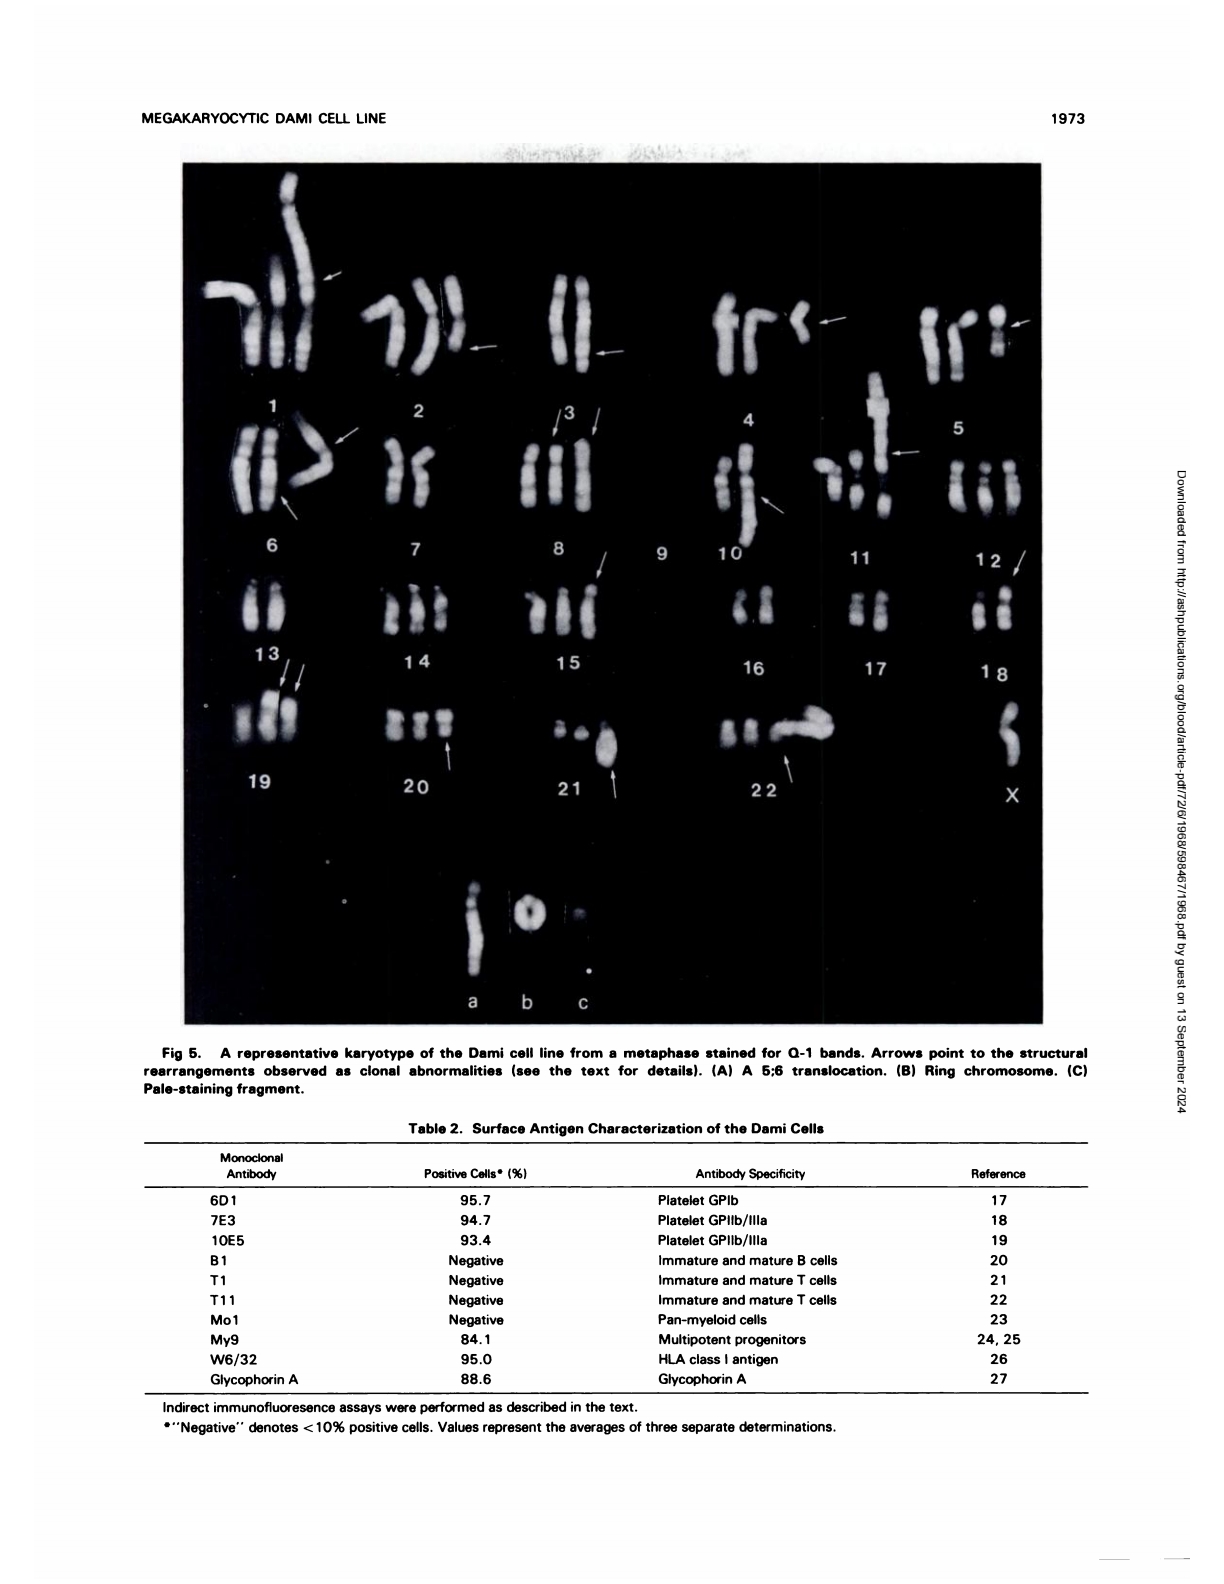 MEGAKARYOCYTIC DAMI CELL LINE 1973
1 2 3 4 5
6 7 8 9 10 11 12
13 14 15 16 17 18
19 20 21 22 X
a b c
Fig 5. A representative karyotype of the Dami cell line from a metaphase stained for Q-1 bands. Arrows point to the structural
rearrangements observed as clonal abnormalities (see the text for details). (A) A 5;6 translocation. (B) Ring chromosome. (C)
Pale-staining fragment.
Table 2. Surface Antigen Characterization of the Dami Cells
Monoclonal
Antibody Positive Cells* (%) Antibody Specificity Reference
6D1 95.7 Platelet GPIb 17
7E3 94.7 Platelet GPIIb/IIIa 18
10E5 93.4 Platelet GPIIb/IIIa 19
B1 Negative Immature and mature B cells 20
T1 Negative Immature and mature T cells 21
T11 Negative Immature and mature T cells 22
Mo1 Negative Pan-myeloid cells 23
My9 84.1 Multipotent progenitors 24, 25
W6/32 95.0 HLA class I antigen 26
Glycophorin A 88.6 Glycophorin A 27
Indirect immunofluoresence assays were performed as described in the text.
*"Negative" denotes <10% positive cells. Values represent the averages of three separate determinations.
Downloaded from http://ashpublications.org/blood/article-pdf/72/6/1968/598467/1968.pdf by guest on 13 September 2024